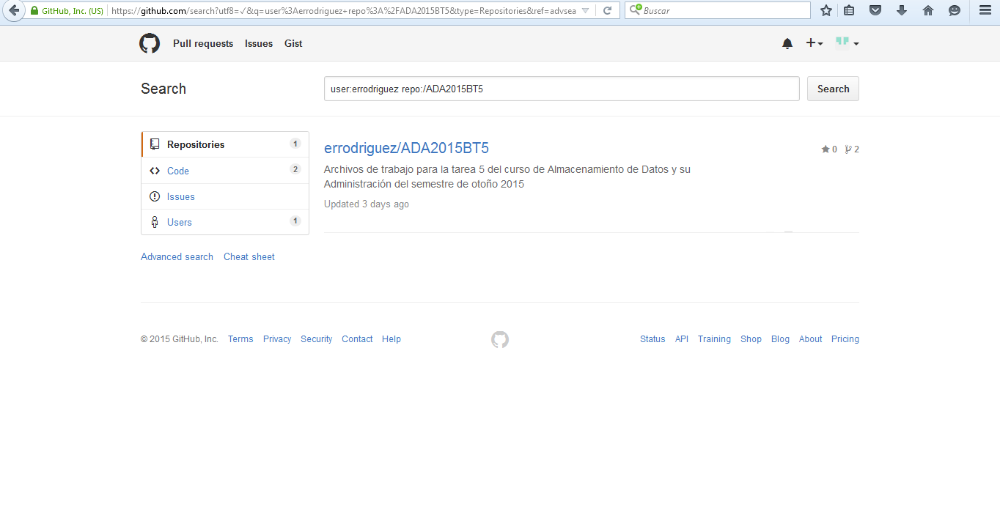 GitHub, Inc. (US) https://github.com/search?utf8=✓&q=user%3Aerrodriguez+repo%3A%2FADA2015BT5&type=Repositories&ref=advsea Buscar
Pull requests Issues Gist
Search user:errodriguez repo:/ADA2015BT5 Search
Repositories 1
Code 2
Issues
Users 1
Advanced search Cheat sheet
errodriguez/ADA2015BT5 0 2
Archivos de trabajo para la tarea 5 del curso de Almacenamiento de Datos y su
Administración del semestre de otoño 2015
Updated 3 days ago
© 2015 GitHub, Inc. Terms Privacy Security Contact Help Status API Training Shop Blog About Pricing